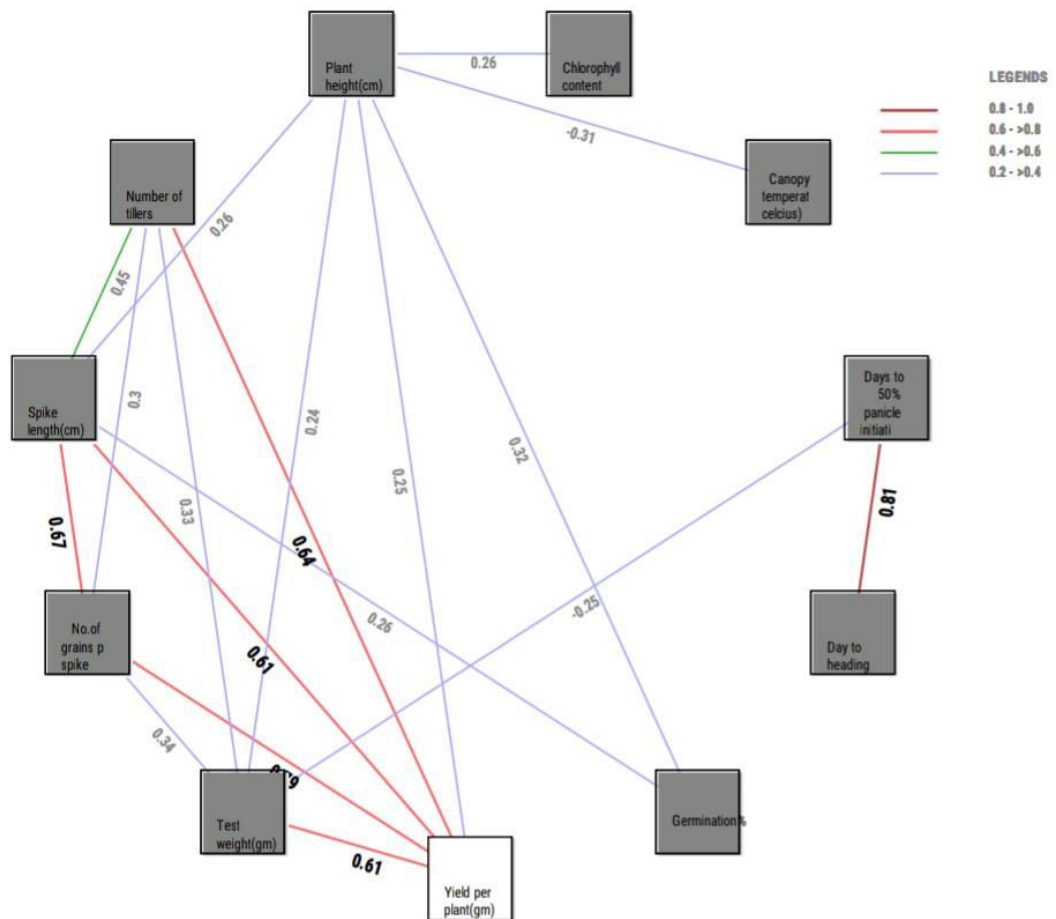 Plant
height(cm)
0.26
Chlorophyll
content
LEGENDS
0.8 - 1.0
0.6 - >0.8
0.4 - >0.6
0.2 - >0.4
-0.31
Canopy
temperat
celcius)
Number of
tillers
0.26
0.45
Spike
length(cm)
0.3
0.24
0.32
0.25
0.33
Days to
50%
panicle
initiati
0.81
0.67
0.64
-0.25
0.26
No.of
grains p
spike
0.61
Day to
heading
0.34
Test
weight(gm)
0.61
Germination%
Yield per
plant(gm)